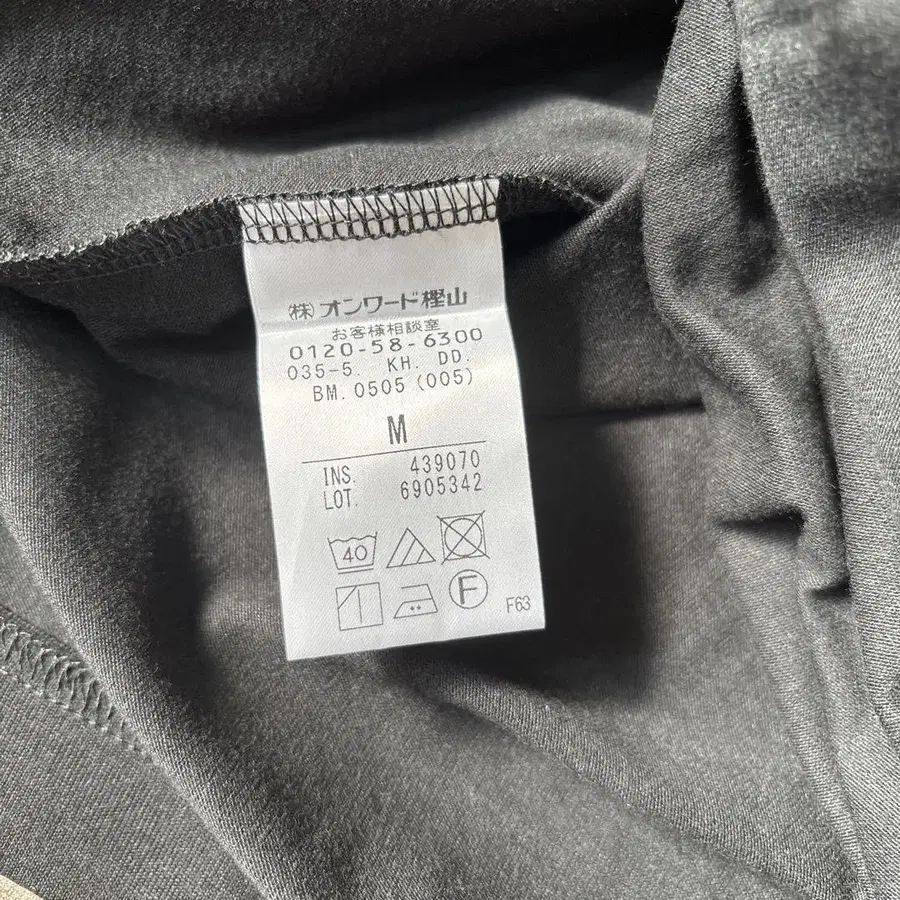 ㈱オンワード樫山
お客様相談室
0120-58-6300
035-5. KH. DD.
BM. 0505 (005)
M
INS. 439070
LOT. 6905342
40
F
F63